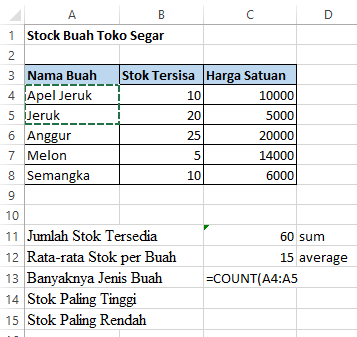 A B C D
1 Stock Buah Toko Segar
2
3 Nama Buah Stok Tersisa Harga Satuan
4 Apel Jeruk 10 10000
5 Jeruk 20 5000
6 Anggur 25 20000
7 Melon 5 14000
8 Semangka 10 6000
9
10
11 Jumlah Stok Tersedia 60 sum
12 Rata-rata Stok per Buah 15 average
13 Banyaknya Jenis Buah =COUNT(A4:A5
14 Stok Paling Tinggi
15 Stok Paling Rendah